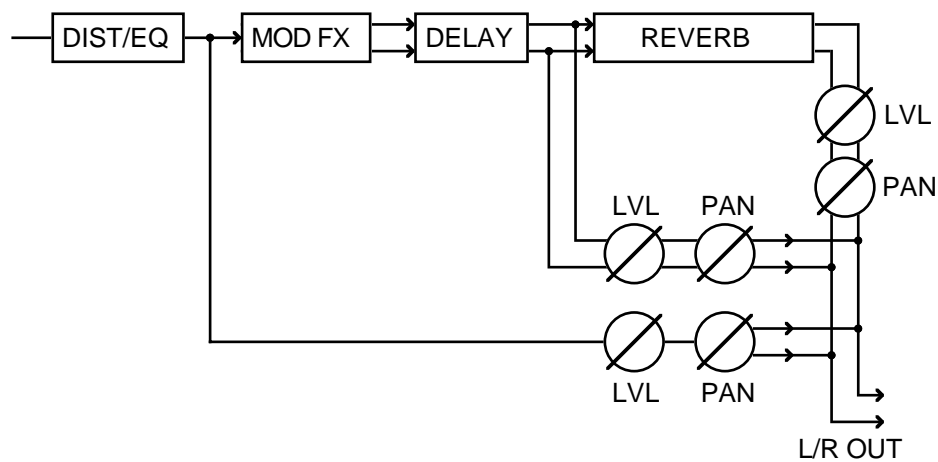 DIST/EQ
MOD FX
DELAY
REVERB
LVL
PAN
LVL
PAN
LVL
PAN
L/R OUT